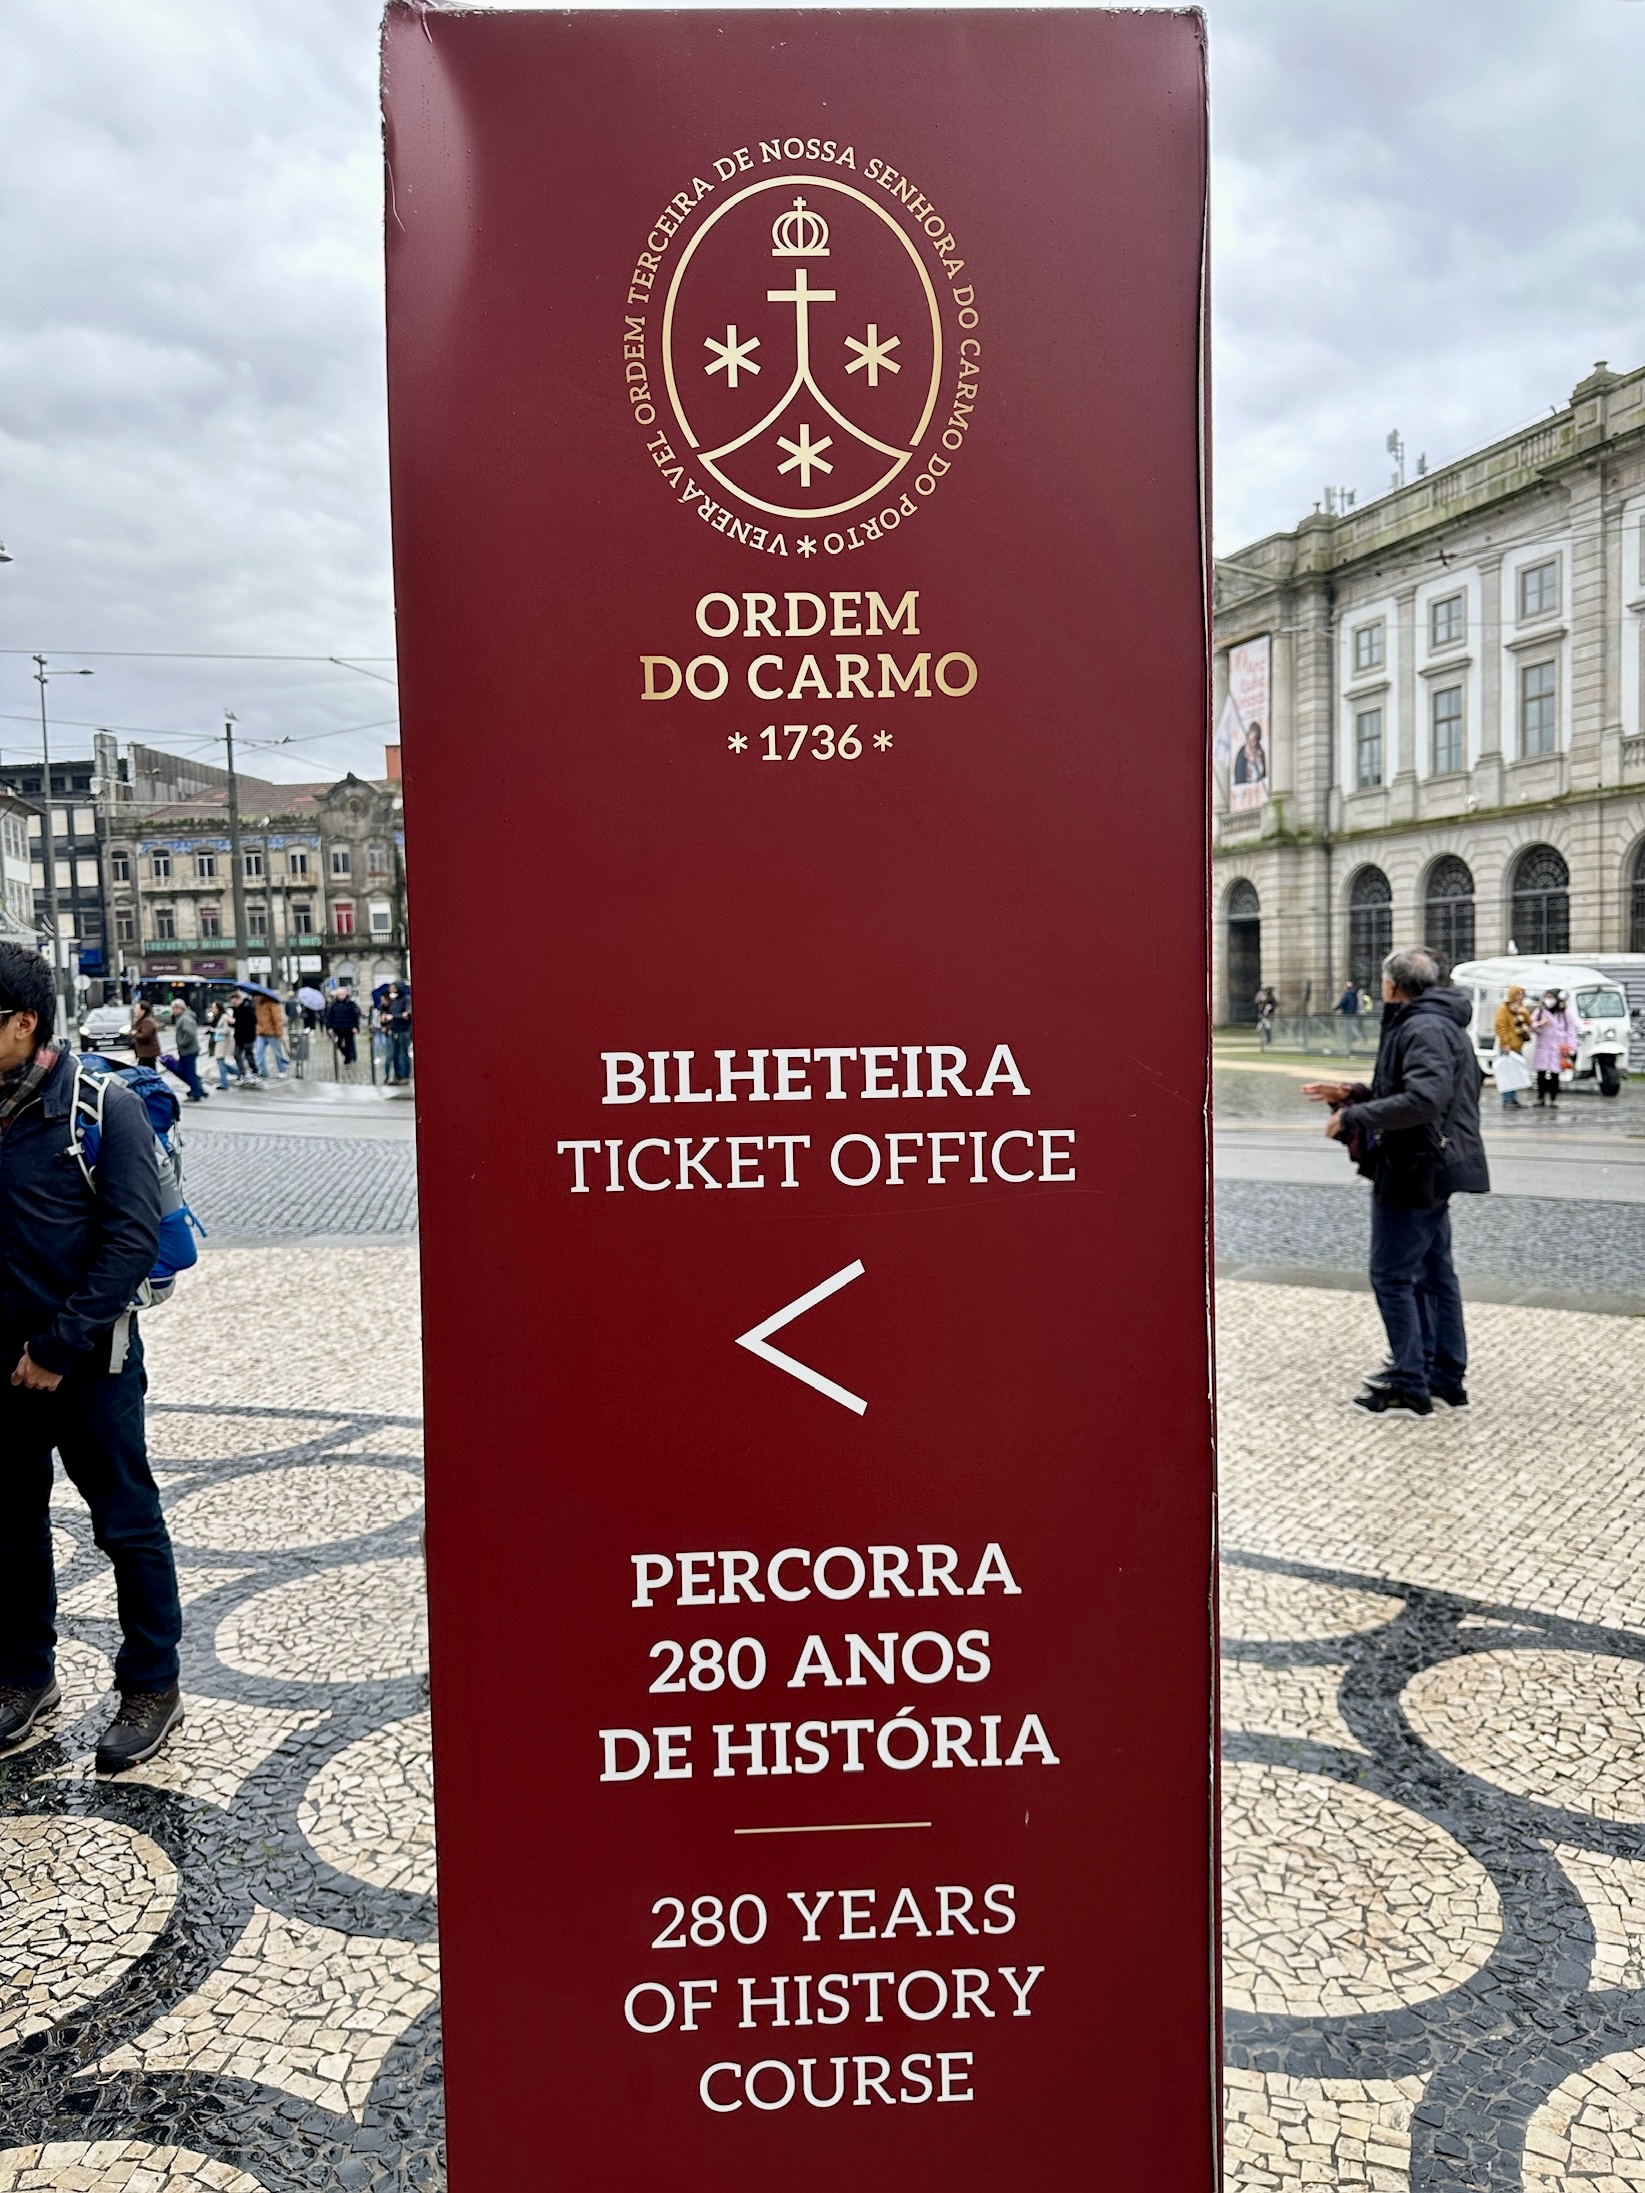 VENERÁVEL ORDEM TERCEIRA DE NOSSA SENHORA DO CARMO DO PORTO *
ORDEM
DO CARMO
* 1736 *
BILHETEIRA
TICKET OFFICE
<
PERCORRA
280 ANOS
DE HISTÓRIA
280 YEARS
OF HISTORY
COURSE